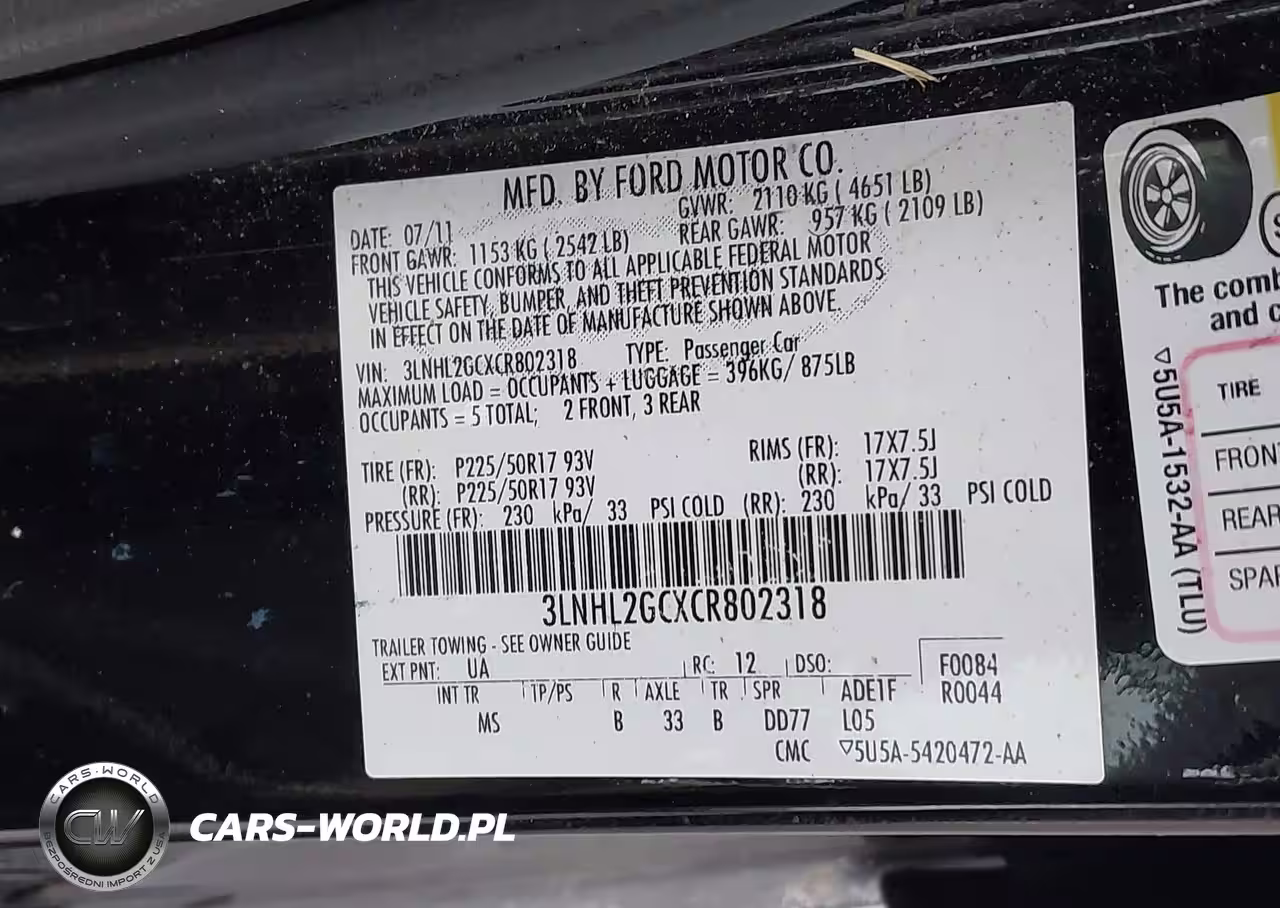 MFD. BY FORD MOTOR CO.
DATE: 07/11 GVWR: 2110 KG ( 4651 LB)
FRONT GAWR: 1153 KG ( 2542 LB) REAR GAWR: 957 KG ( 2109 LB)
THIS VEHICLE CONFORMS TO ALL APPLICABLE FEDERAL MOTOR
VEHICLE SAFETY, BUMPER, AND THEFT PREVENTION STANDARDS
IN EFFECT ON THE DATE OF MANUFACTURE SHOWN ABOVE.
VIN: 3LNHL2GCXCR802318 TYPE: Passenger Car
MAXIMUM LOAD = OCCUPANTS + LUGGAGE = 396KG/ 875LB
OCCUPANTS = 5 TOTAL; 2 FRONT, 3 REAR
TIRE (FR): P225/50R17 93V RIMS (FR): 17X7.5J
(RR): P225/50R17 93V (RR): 17X7.5J
PRESSURE (FR): 230 kPa/ 33 PSI COLD (RR): 230 kPa/ 33 PSI COLD
3LNHL2GCXCR802318
TRAILER TOWING - SEE OWNER GUIDE
EXT PNT: UA RC: 12 DSO: F0084
INT TR TP/PS R AXLE TR SPR ADE1F R0044
MS B 33 B DD77 L05
CMC ▽5U5A-5420472-AA
The comb
and c
▽5U5A-1532-AA (TLU)
TIRE
FRONT
REAR
SPAR
CARS-WORLD
CW
BEZPOŚREDNI IMPORT Z USA
CARS-WORLD.PL